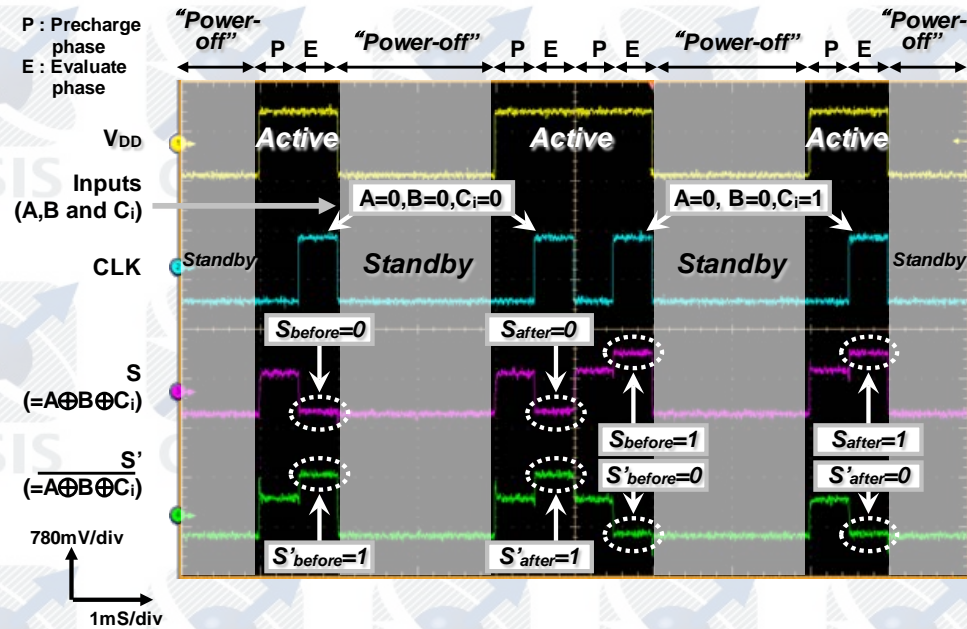 P : Precharge
phase
E : Evaluate
phase
“Power-
off”
P E
“Power-off”
P E P E
“Power-off”
P E
“Power-
off”
VDD
Active
Active
Active
Inputs
(A,B and Ci)
A=0,B=0,Ci=0
A=0, B=0,Ci=1
CLK
Standby
Standby
Standby
Standby
Sbefore=0
Safter=0
S
(=A⊕B⊕Ci)
Sbefore=1
Safter=1
S'
(=A⊕B⊕Ci)
S'before=0
S'after=0
S'before=1
S'after=1
780mV/div
1mS/div